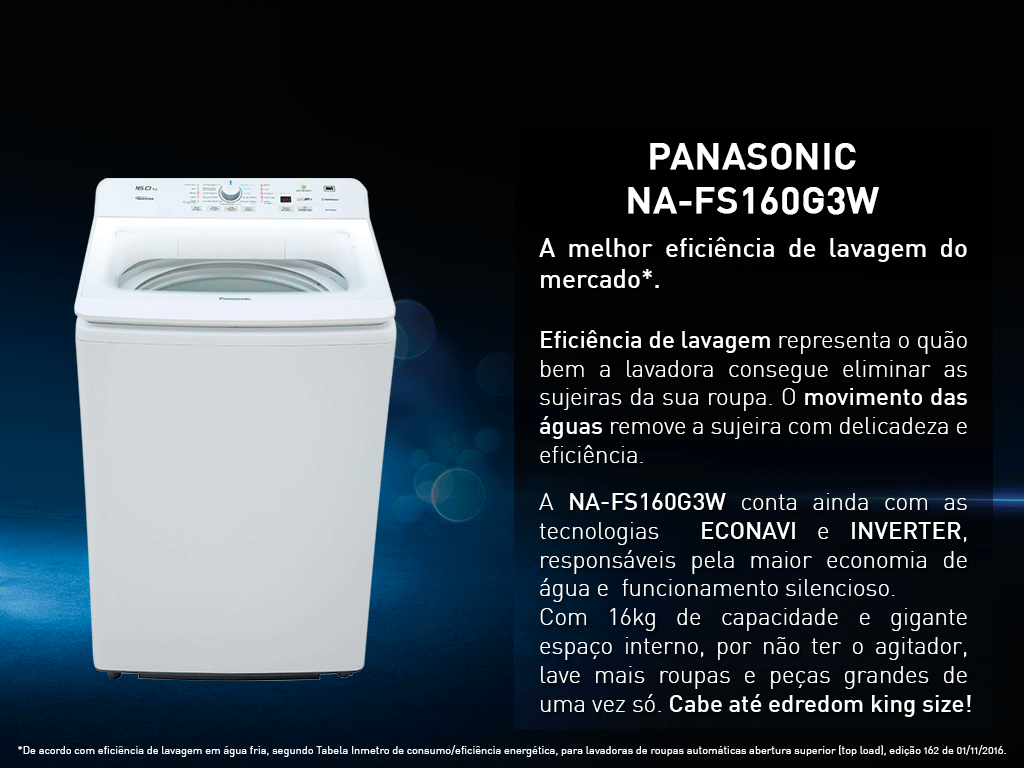 PANASONIC
NA-FS160G3W
A melhor eficiência de lavagem do
mercado*.
Eficiência de lavagem representa o quão
bem a lavadora consegue eliminar as
sujeiras da sua roupa. O movimento das
águas remove a sujeira com delicadeza e
eficiência.
A NA-FS160G3W conta ainda com as
tecnologias ECONAVI e INVERTER,
responsáveis pela maior economia de
água e funcionamento silencioso.
Com 16kg de capacidade e gigante
espaço interno, por não ter o agitador,
lave mais roupas e peças grandes de
uma vez só. Cabe até edredom king size!
16.0 kg
Panasonic
*De acordo com eficiência de lavagem em água fria, segundo Tabela Inmetro de consumo/eficiência energética, para lavadoras de roupas automáticas abertura superior (top load), edição 162 de 01/11/2016.